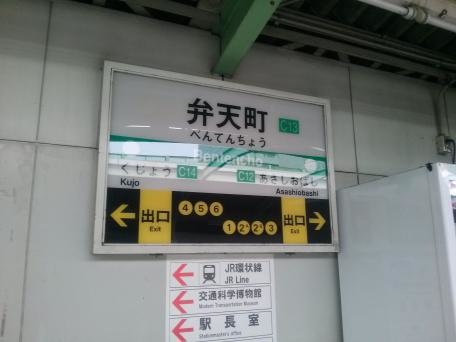 弁天町 C13
べんてんちょう
Bentencho
くじょう C14 C12 あさしおばし
Kujo Asashiobashi
← 出口 Exit 4 5 6 1 2A 2B 3 出口 Exit →
← JR環状線
JR Line
← 交通科学博物館
Modern Transportation Museum
← 駅長室
Stationmaster's office